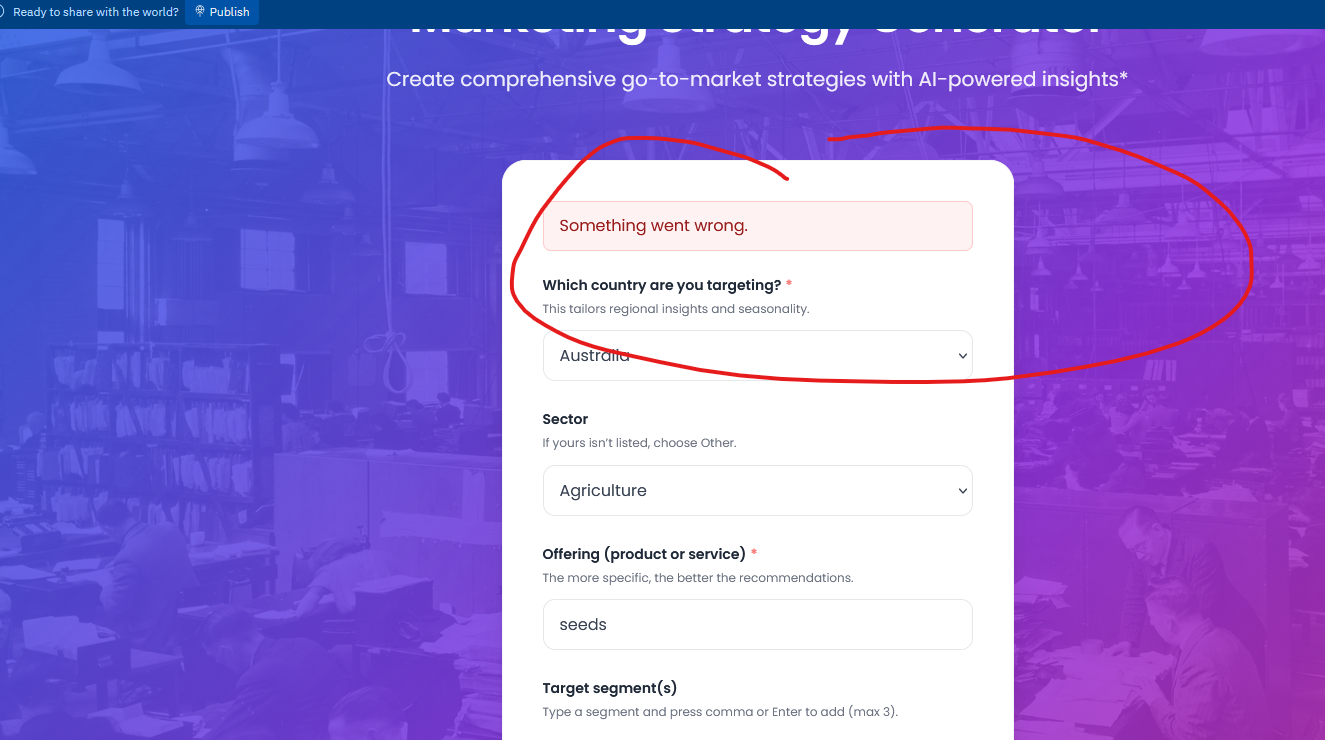 Ready to share with the world? Publish
Marketing Strategy Generator
Create comprehensive go-to-market strategies with AI-powered insights*
Something went wrong.
Which country are you targeting? *
This tailors regional insights and seasonality.
Australia
Sector
If yours isn’t listed, choose Other.
Agriculture
Offering (product or service) *
The more specific, the better the recommendations.
seeds
Target segment(s)
Type a segment and press comma or Enter to add (max 3).